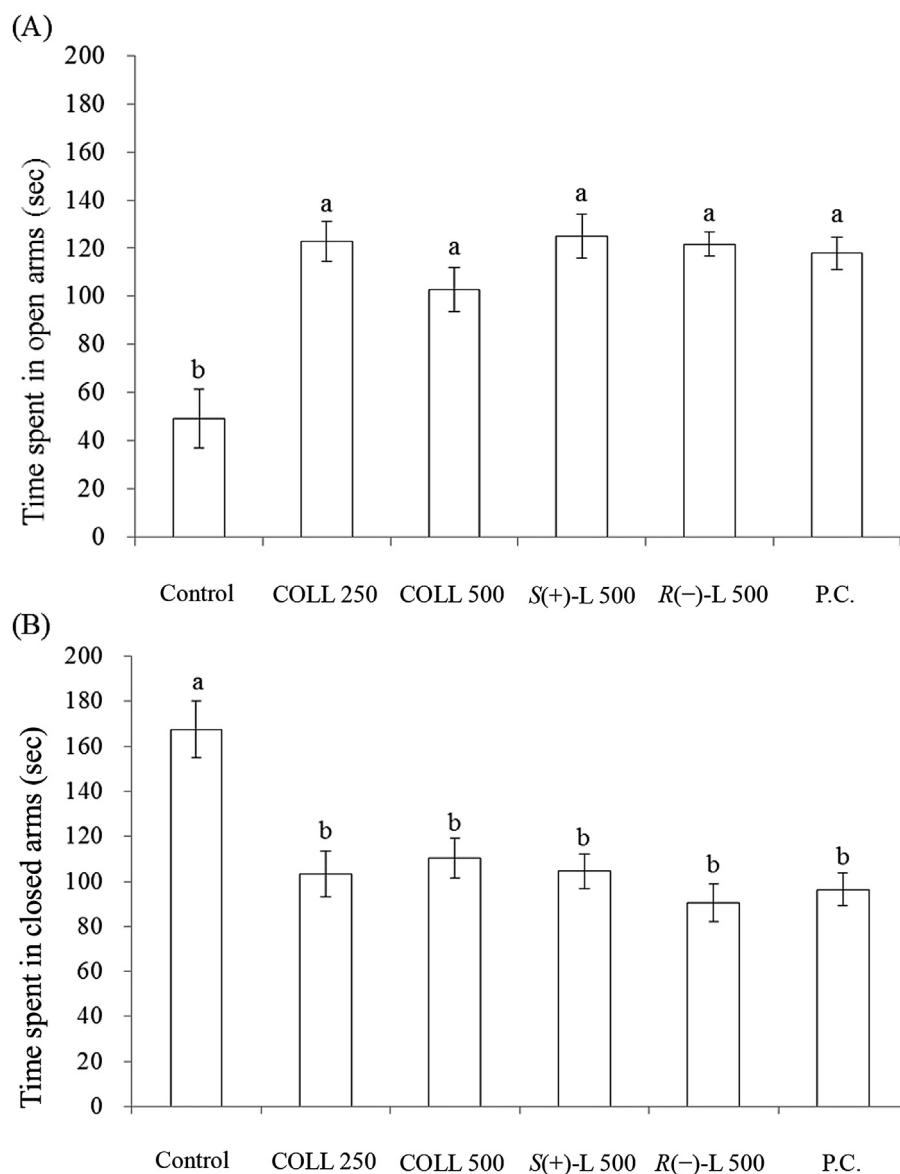 (A)
Time spent in open arms (sec)
200
180
160
140
120
100
80
60
40
20
0
b
a
a
a
a
a
Control COLL 250 COLL 500 S(+)-L 500 R(−)-L 500 P.C.
(B)
Time spent in closed arms (sec)
200
180
160
140
120
100
80
60
40
20
0
a
b
b
b
b
b
Control COLL 250 COLL 500 S(+)-L 500 R(−)-L 500 P.C.